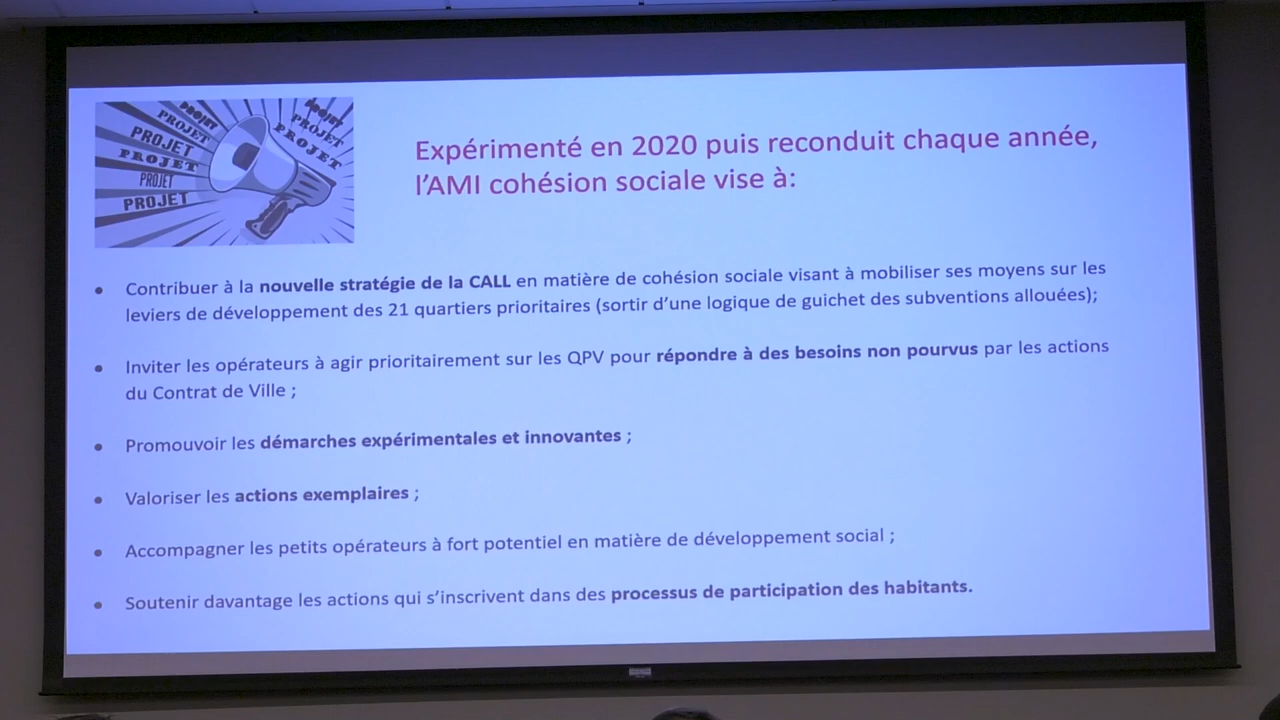 PROJET
PROJET
PROJET
PROJET
PROJET
PROJET
PROJET
PROJET
PROJET
Expérimenté en 2020 puis reconduit chaque année,
l'AMI cohésion sociale vise à:
• Contribuer à la nouvelle stratégie de la CALL en matière de cohésion sociale visant à mobiliser ses moyens sur les
leviers de développement des 21 quartiers prioritaires (sortir d'une logique de guichet des subventions allouées);
• Inviter les opérateurs à agir prioritairement sur les QPV pour répondre à des besoins non pourvus par les actions
du Contrat de Ville ;
• Promouvoir les démarches expérimentales et innovantes ;
• Valoriser les actions exemplaires ;
• Accompagner les petits opérateurs à fort potentiel en matière de développement social ;
• Soutenir davantage les actions qui s'inscrivent dans des processus de participation des habitants.